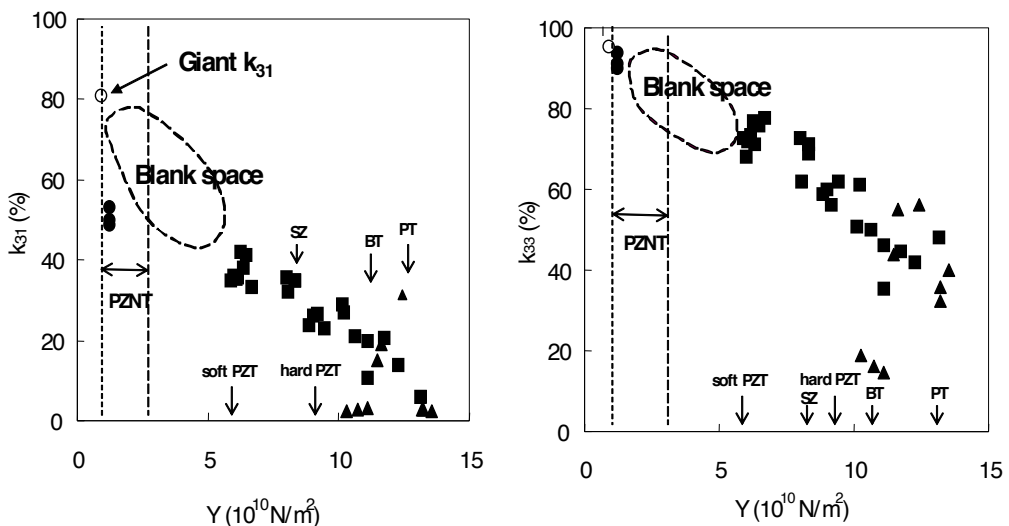 100
80
60
40
20
0
k31 (%)
Giant k31
Blank space
PZNT
SZ
BT
PT
soft PZT
hard PZT
5
10
15
Y (10^10 N/m^2)
100
80
60
40
20
0
k33 (%)
Blank space
PZNT
soft PZT
hard PZT
SZ
BT
PT
0
5
10
15
Y (10^10 N/m^2)